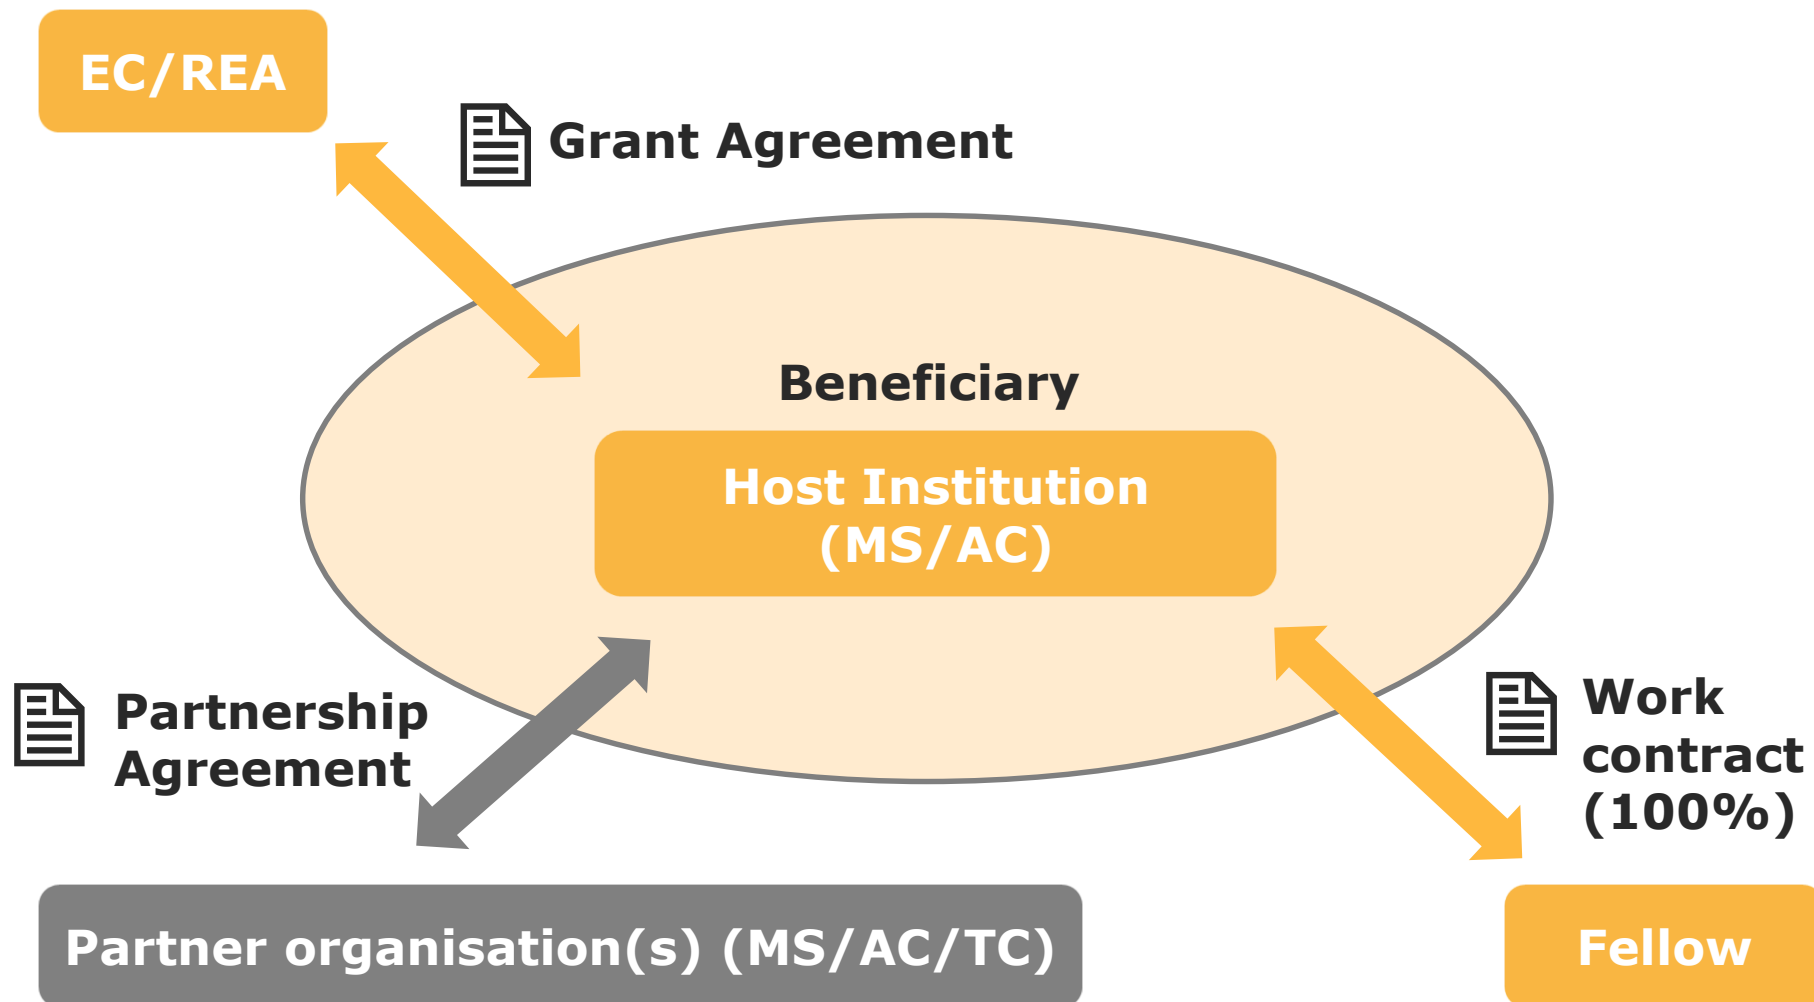 EC/REA
Grant Agreement
Beneficiary
Host Institution
(MS/AC)
Partnership
Agreement
Work
contract
(100%)
Partner organisation(s) (MS/AC/TC)
Fellow